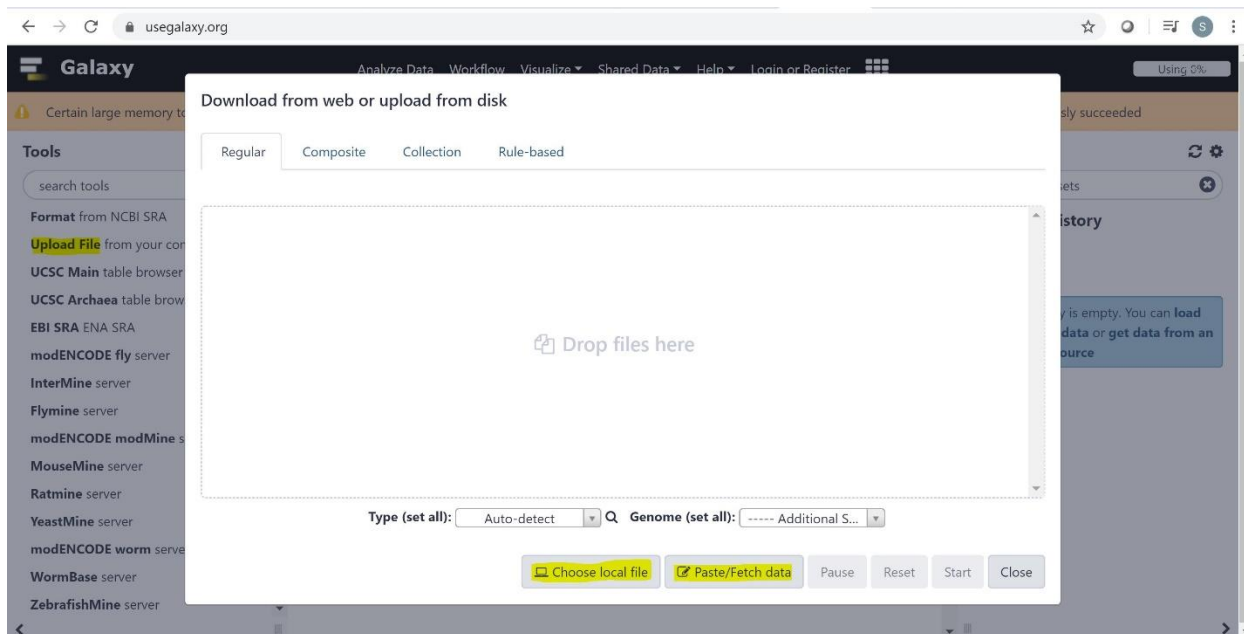 usegalaxy.org
S
Galaxy
Analyze Data Workflow Visualize Shared Data Help Login or Register
Using 0%
Certain large memory to
sly succeeded
Download from web or upload from disk
Regular Composite Collection Rule-based
Tools
search tools
Format from NCBI SRA
Upload File from your con
UCSC Main table browser
UCSC Archaea table brow
EBI SRA ENA SRA
modENCODE fly server
InterMine server
Flymine server
modENCODE modMine s
MouseMine server
Ratmine server
YeastMine server
modENCODE worm serve
WormBase server
ZebrafishMine server
Drop files here
Type (set all): Auto-detect Genome (set all): ----- Additional S...
Choose local file Paste/Fetch data Pause Reset Start Close
sets
istory
y is empty. You can load
data or get data from an
ource